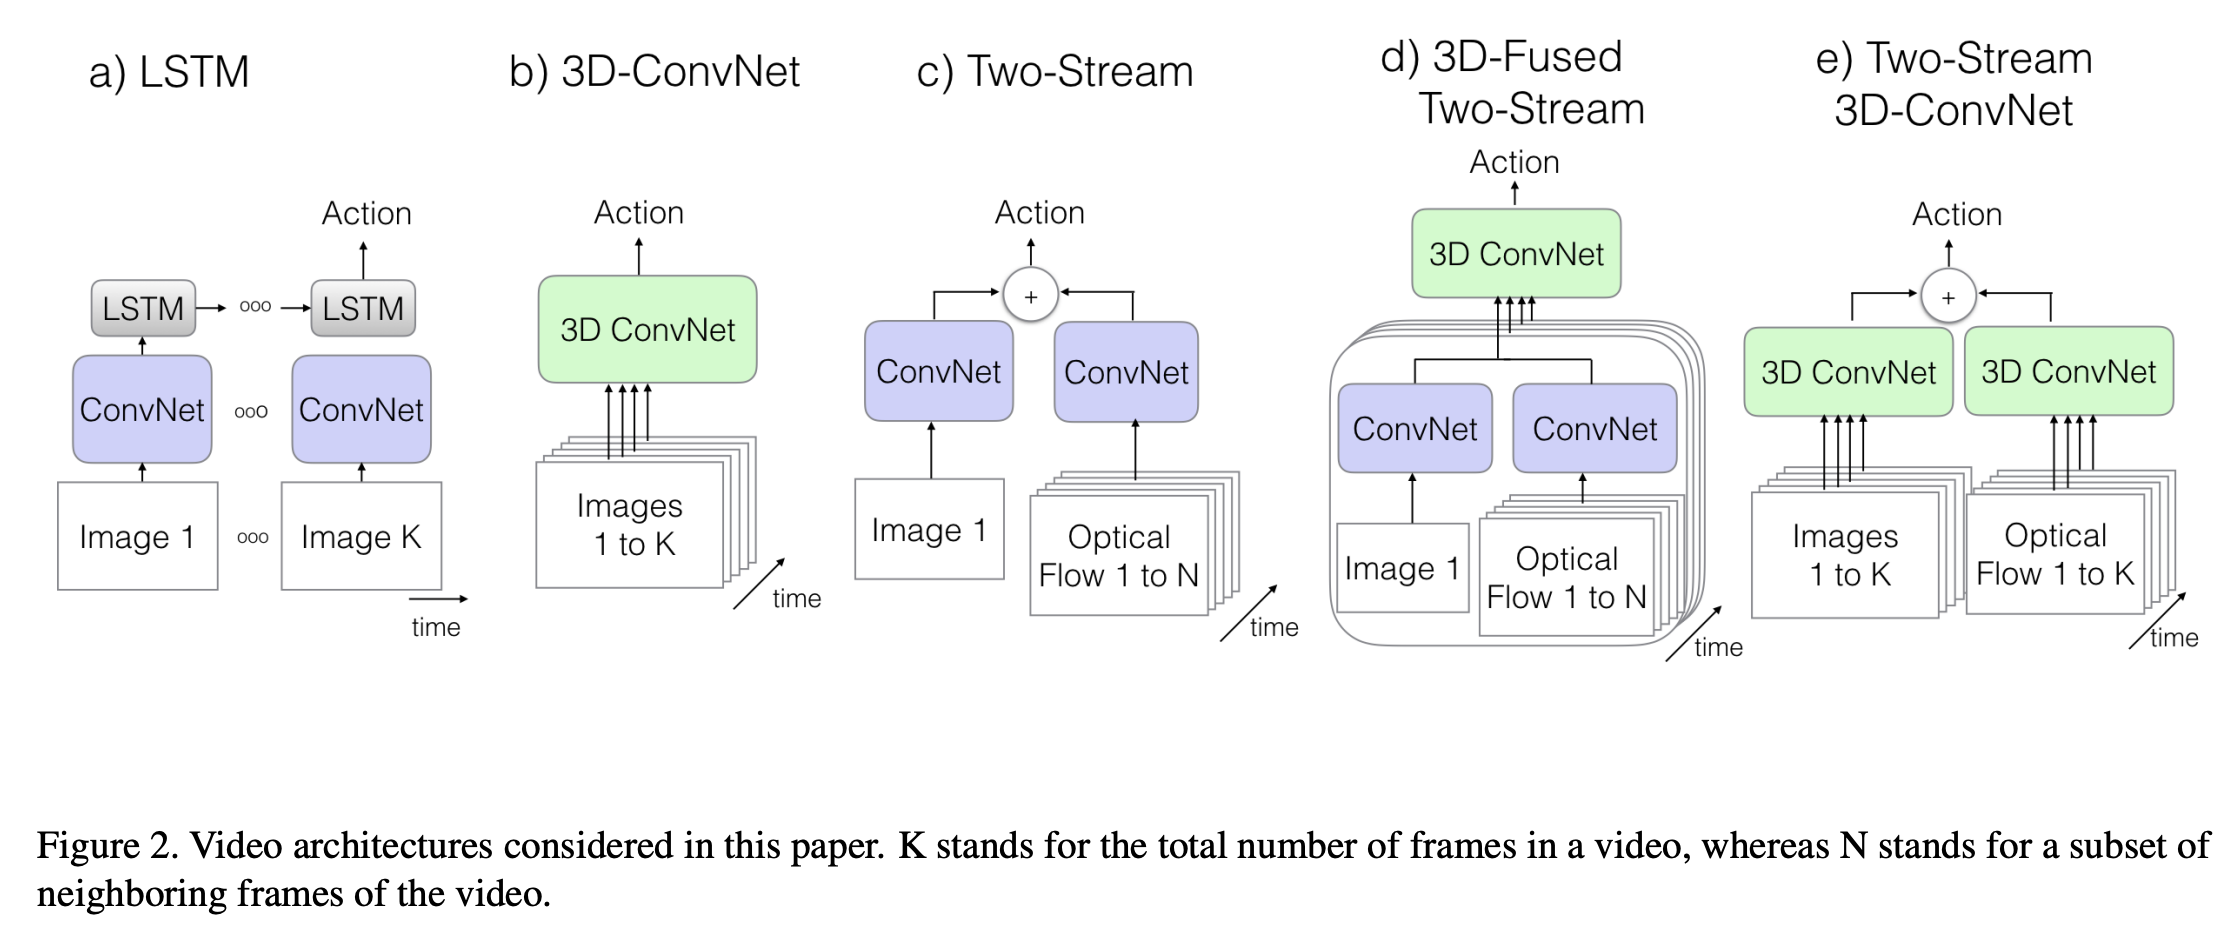 a) LSTM
Action
LSTM ooo LSTM
ConvNet ooo ConvNet
Image 1 ooo Image K
time
b) 3D-ConvNet
Action
3D ConvNet
Images
1 to K
time
c) Two-Stream
Action
+
ConvNet ConvNet
Image 1
Optical
Flow 1 to N
time
d) 3D-Fused
Two-Stream
Action
3D ConvNet
ConvNet ConvNet
Image 1
Optical
Flow 1 to N
time
e) Two-Stream
3D-ConvNet
Action
+
3D ConvNet 3D ConvNet
Images
1 to K
Optical
Flow 1 to K
time
Figure 2. Video architectures considered in this paper. K stands for the total number of frames in a video, whereas N stands for a subset of
neighboring frames of the video.